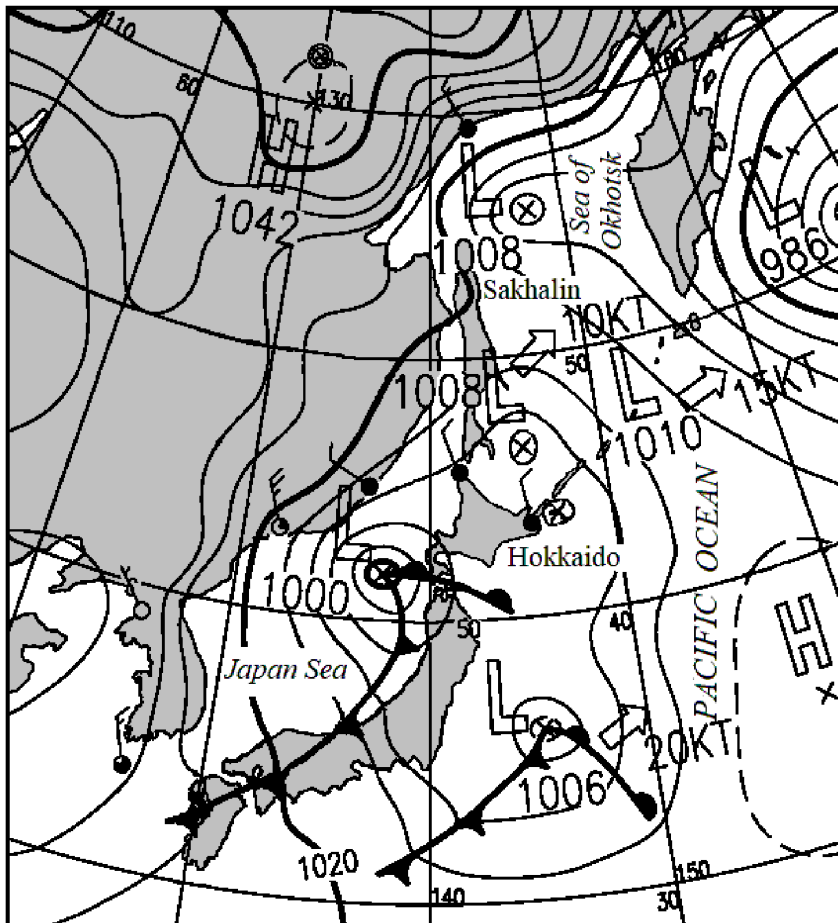 110
60
130
160
H
1042
L
1008
Sea of
Okhotsk
L
986
Sakhalin
10KT
50
L
1008
L
15KT
1010
PACIFIC OCEAN
L
1000
Hokkaido
50
40
H
Japan Sea
L
20KT
1006
1020
140
150
30